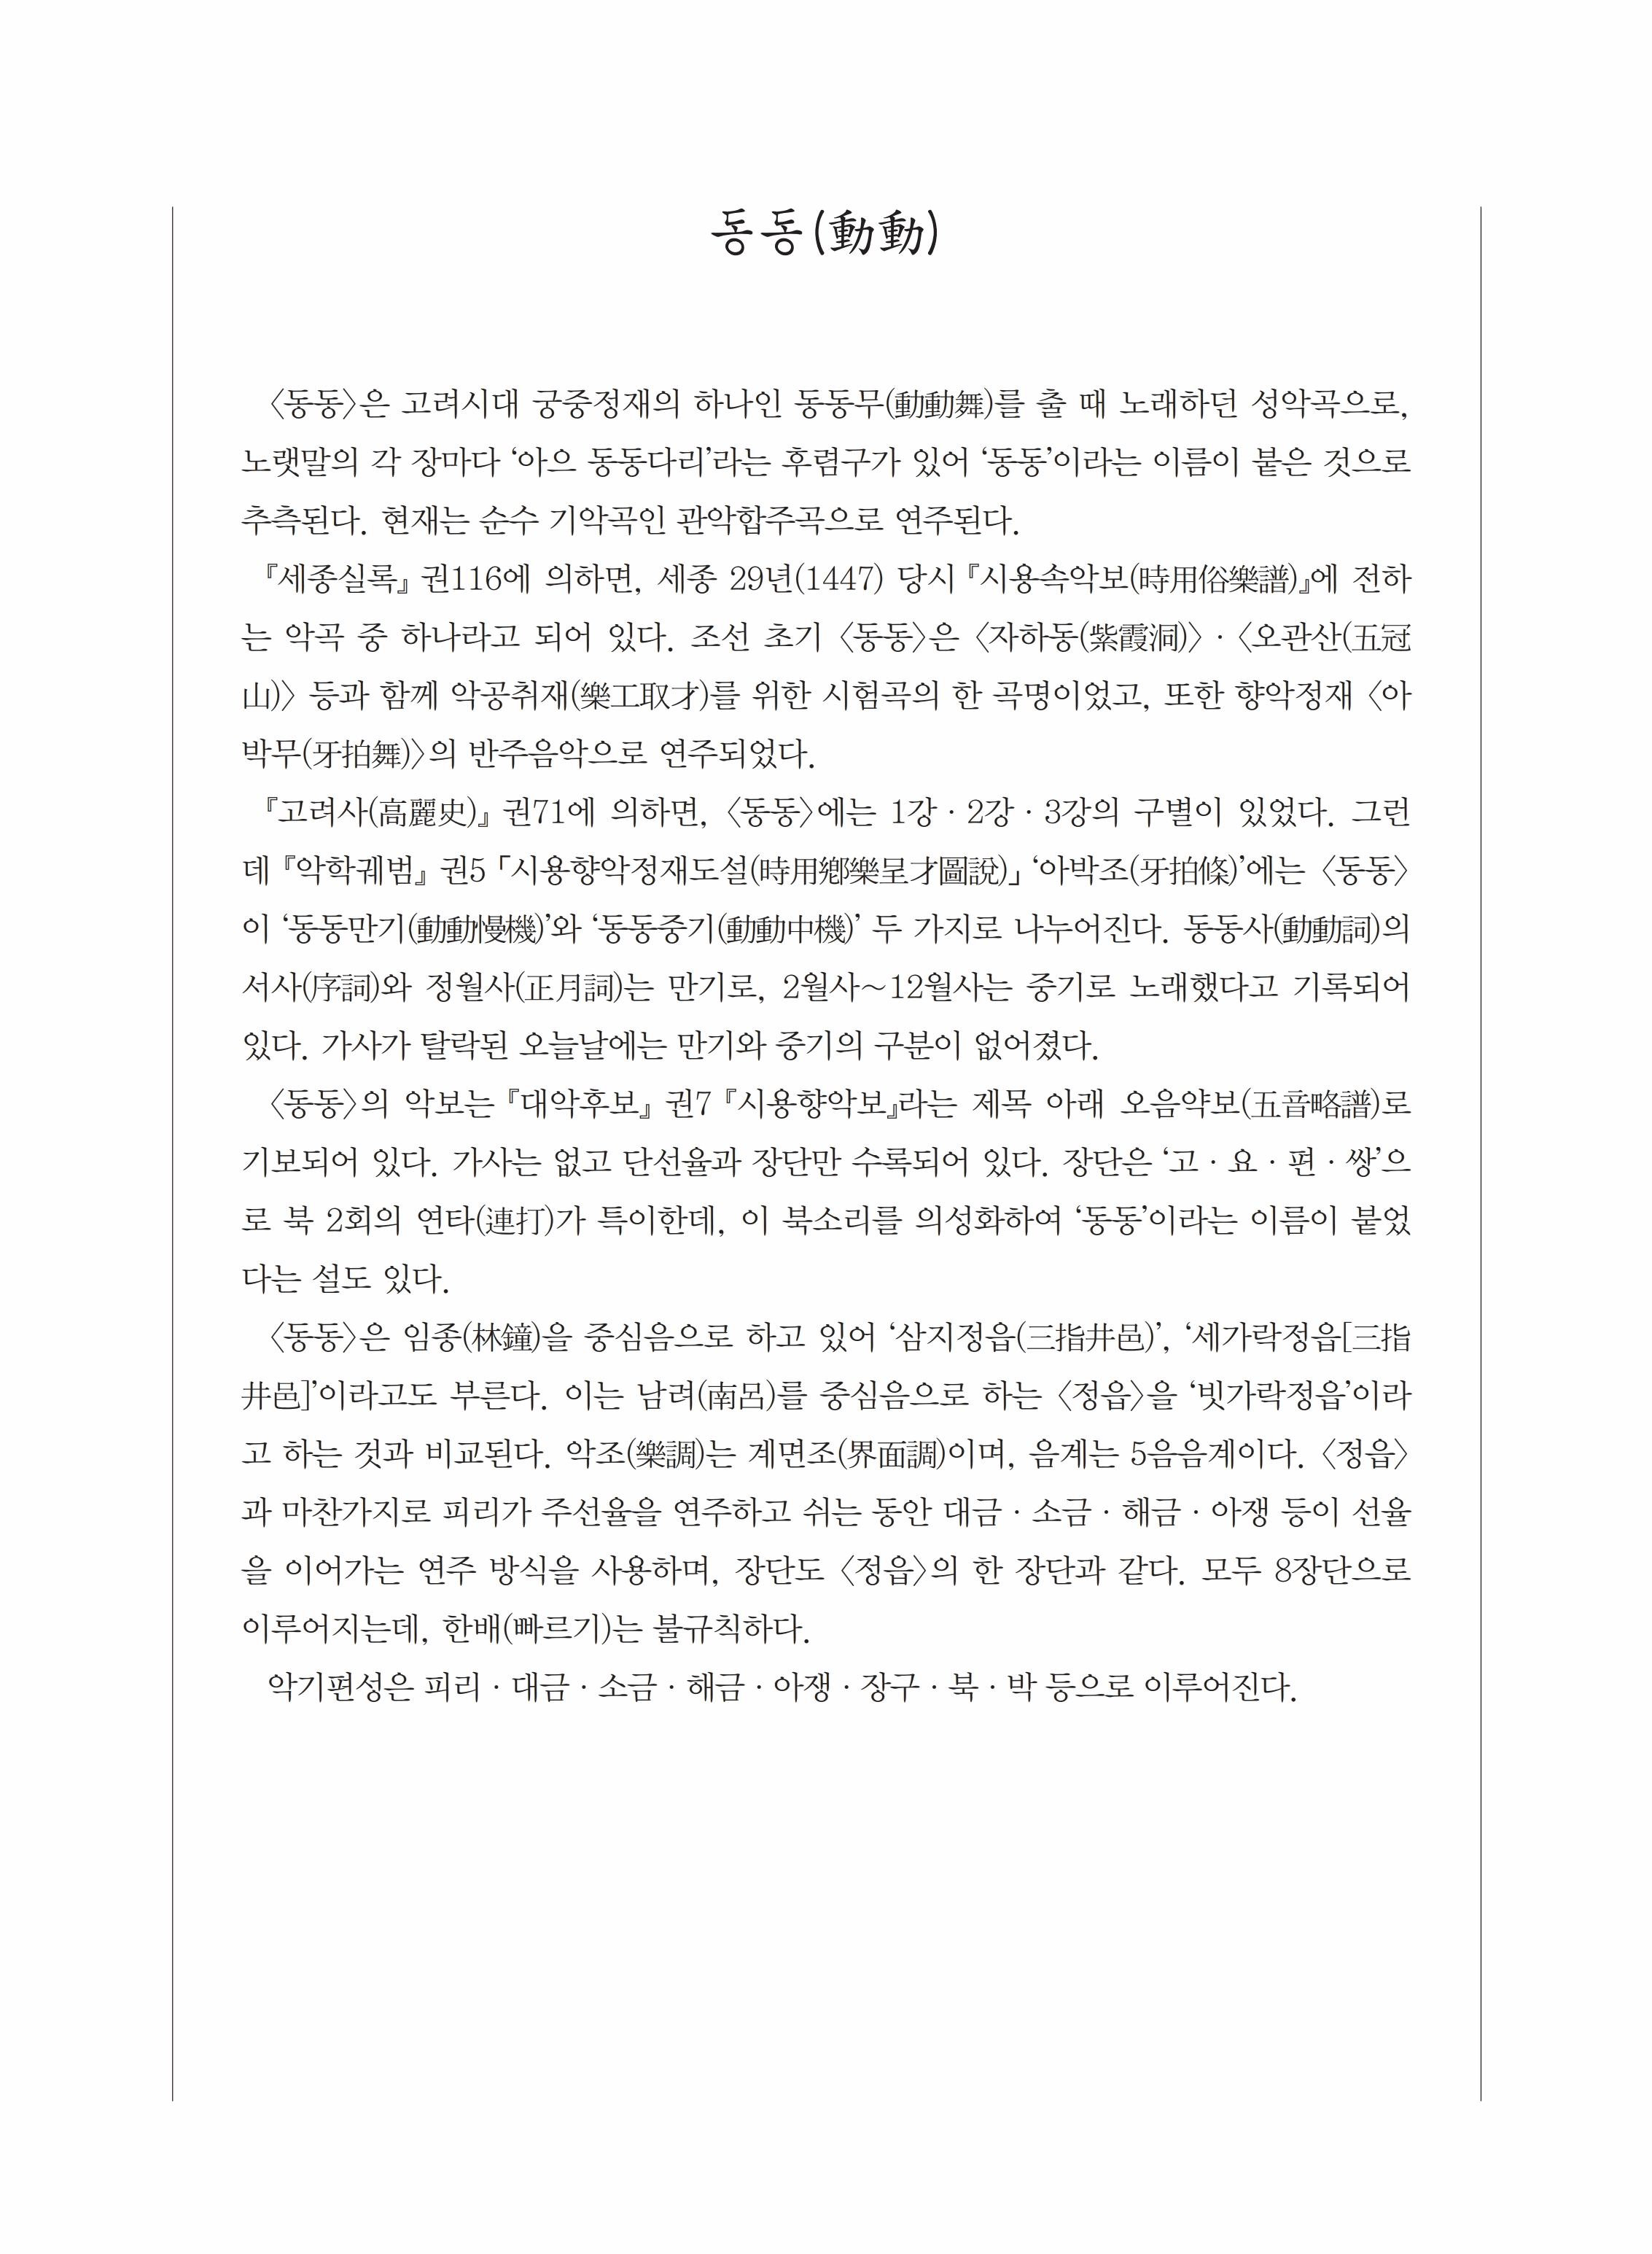 동동(動動)
〈동동〉은 고려시대 궁중정재의 하나인 동동무(動動舞)를 출 때 노래하던 성악곡으로,
노랫말의 각 장마다 ‘아으 동동다리’라는 후렴구가 있어 ‘동동’이라는 이름이 붙은 것으로
추측된다. 현재는 순수 기악곡인 관악합주곡으로 연주된다.
『세종실록』 권116에 의하면, 세종 29년(1447) 당시 『시용속악보(時用俗樂譜)』에 전하
는 악곡 중 하나라고 되어 있다. 조선 초기 〈동동〉은 〈자하동(紫霞洞)〉·〈오관산(五冠
山)〉 등과 함께 악공취재(樂工取才)를 위한 시험곡의 한 곡명이었고, 또한 향악정재 〈아
박무(牙拍舞)〉의 반주음악으로 연주되었다.
『고려사(高麗史)』 권71에 의하면, 〈동동〉에는 1강·2강·3강의 구별이 있었다. 그런
데 『악학궤범』 권5 「시용향악정재도설(時用鄕樂呈才圖說)」 ‘아박조(牙拍條)’에는 〈동동〉
이 ‘동동만기(動動慢機)’와 ‘동동중기(動動中機)’ 두 가지로 나누어진다. 동동사(動動詞)의
서사(序詞)와 정월사(正月詞)는 만기로, 2월사~12월사는 중기로 노래했다고 기록되어
있다. 가사가 탈락된 오늘날에는 만기와 중기의 구분이 없어졌다.
〈동동〉의 악보는 『대악후보』 권7 『시용향악보』라는 제목 아래 오음약보(五音略譜)로
기보되어 있다. 가사는 없고 단선율과 장단만 수록되어 있다. 장단은 ‘고·요·편·쌍’으
로 북 2회의 연타(連打)가 특이한데, 이 북소리를 의성화하여 ‘동동’이라는 이름이 붙었
다는 설도 있다.
〈동동〉은 임종(林鐘)을 중심음으로 하고 있어 ‘삼지정읍(三指井邑)’, ‘세가락정읍[三指
井邑]’이라고도 부른다. 이는 남려(南呂)를 중심음으로 하는 〈정읍〉을 ‘빗가락정읍’이라
고 하는 것과 비교된다. 악조(樂調)는 계면조(界面調)이며, 음계는 5음음계이다. 〈정읍〉
과 마찬가지로 피리가 주선율을 연주하고 쉬는 동안 대금·소금·해금·아쟁 등이 선율
을 이어가는 연주 방식을 사용하며, 장단도 〈정읍〉의 한 장단과 같다. 모두 8장단으로
이루어지는데, 한배(빠르기)는 불규칙하다.
악기편성은 피리·대금·소금·해금·아쟁·장구·북·박 등으로 이루어진다.